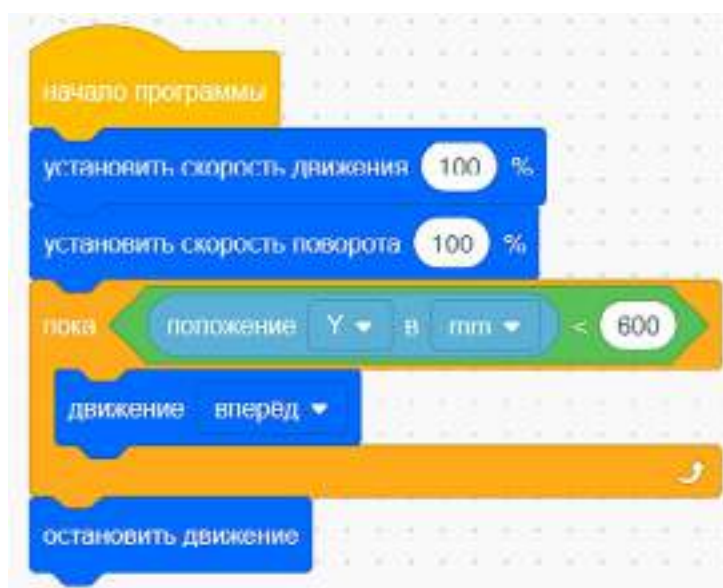 начало программы
установить скорость движения 100 %
установить скорость поворота 100 %
пока положение Y в mm < 600
движение вперёд
остановить движение